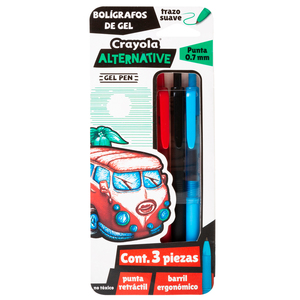 BOLÍGRAFOS
DE GEL
trazo
suave
Crayola
ALTERNATIVE
GEL PEN
Punta
0.7 mm
Cont. 3 piezas
no tóxico
punta
retráctil
barril
ergonómico